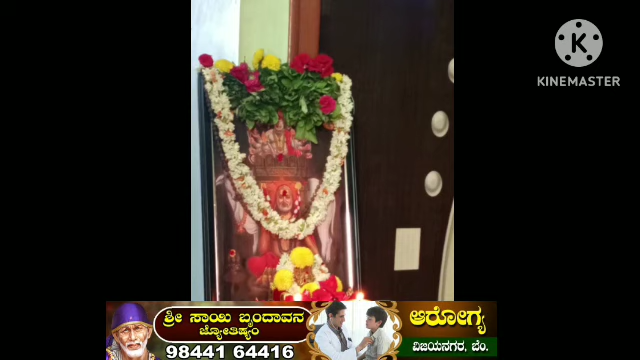 KINEMASTER
ಶ್ರೀ ಸಾಯಿ ಬೃಂದಾವನ
ಜ್ಯೋತಿಷ್ಯಂ
98441 64416
ಆರೋಗ್ಯ
ವಿಜಯನಗರ, ಬೆಂ.